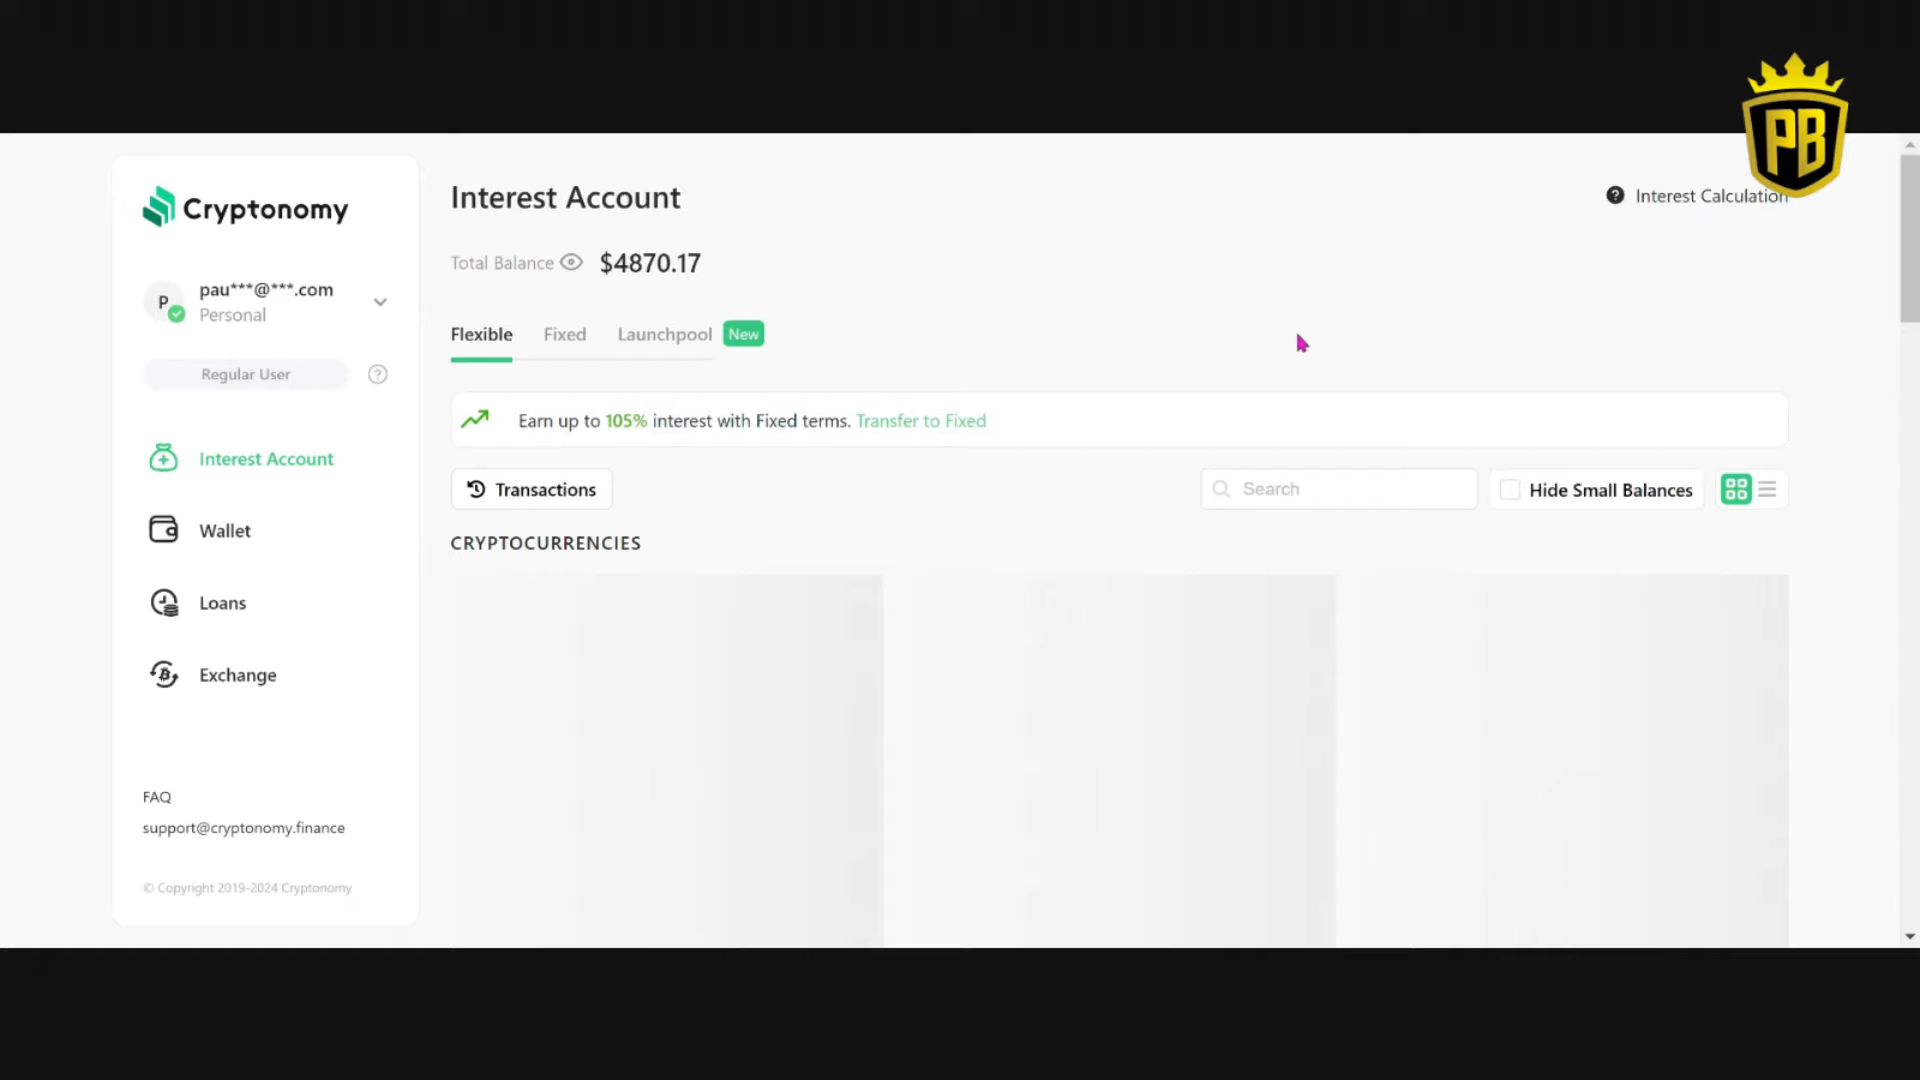 PB
Cryptonomy
pau***@***.com
P
Personal
Regular User
Interest Account
Wallet
Loans
Exchange
FAQ
support@cryptonomy.finance
© Copyright 2019-2024 Cryptonomy
Interest Account
Interest Calculation
Total Balance $4870.17
Flexible Fixed Launchpool New
Earn up to 105% interest with Fixed terms. Transfer to Fixed
Transactions Search Hide Small Balances
CRYPTOCURRENCIES